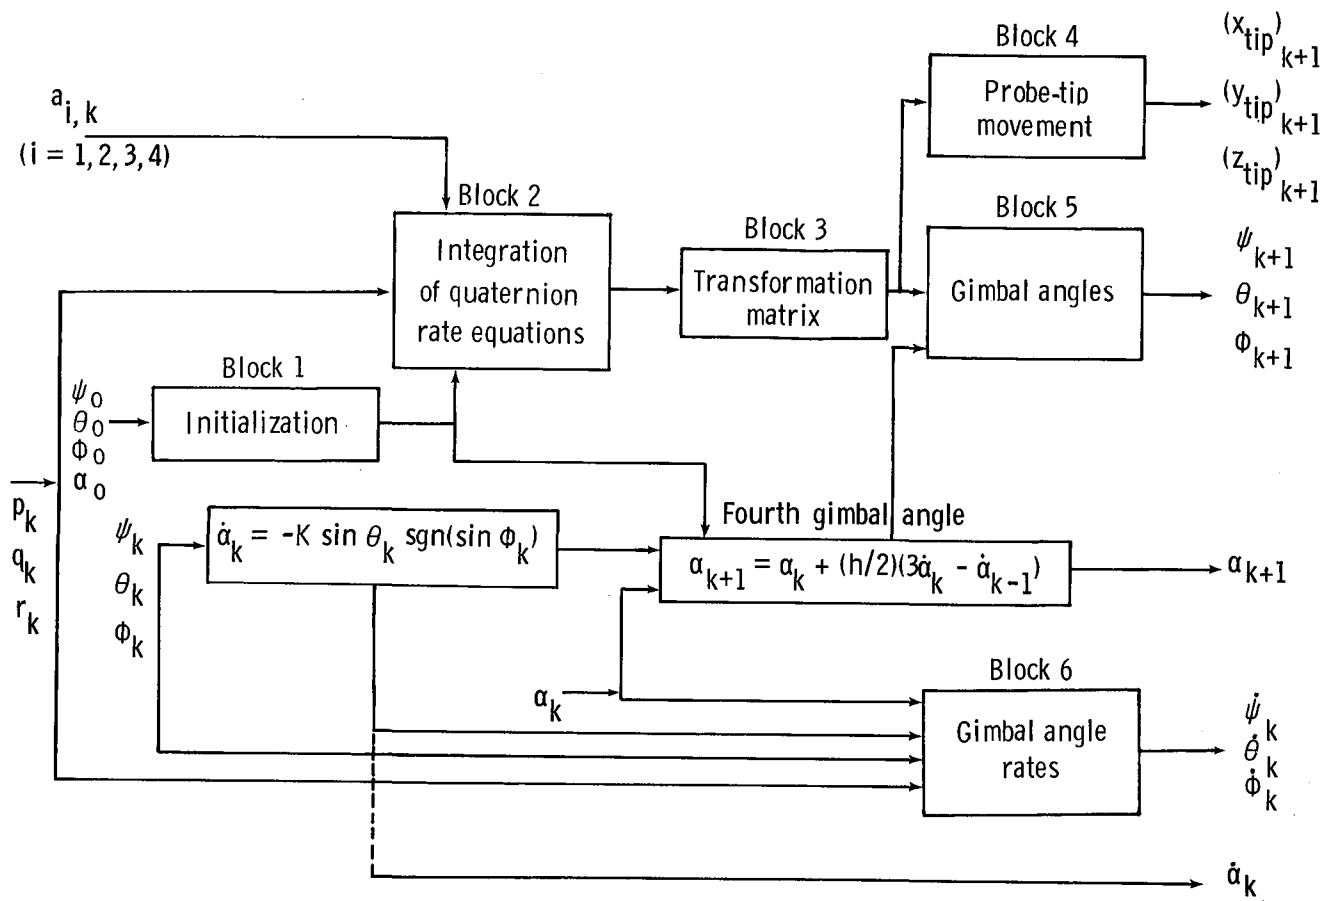 Block 4
(x_tip)_k+1
Probe-tip
movement
(y_tip)_k+1
(z_tip)_k+1
a_i, k
(i = 1, 2, 3, 4)
Block 2
Integration
of quaternion
rate equations
Block 3
Transformation
matrix
Block 5
Gimbal angles
ψ_k+1
θ_k+1
Φ_k+1
Block 1
Initialization
ψ_0
θ_0
Φ_0
α_0
p_k
q_k
r_k
ψ_k
θ_k
Φ_k
α̇_k = -K sin θ_k sgn(sin Φ_k)
Fourth gimbal angle
α_k+1 = α_k + (h/2)(3α̇_k - α̇_k-1)
α_k+1
α_k
Block 6
Gimbal angle
rates
ψ̇_k
θ̇_k
Φ̇_k
α̇_k